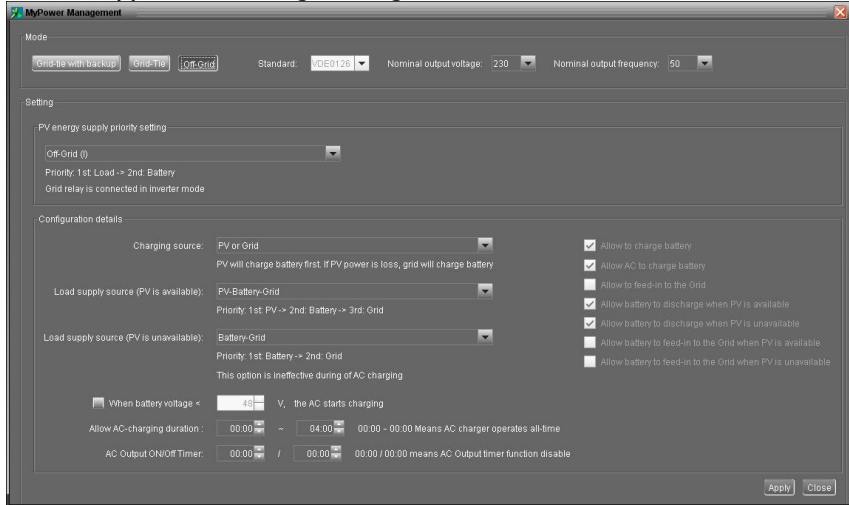 MyPower Management
Mode
Grid-tie with backup Grid-Tie Off-Grid Standard: VDE0126 Nominal output voltage: 230 Nominal output frequency: 50
Setting
PV energy supply priority setting
Off-Grid (I)
Priority: 1st: Load -> 2nd: Battery
Grid relay is connected in inverter mode
Configuration details
Charging source: PV or Grid
PV will charge battery first. If PV power is loss, grid will charge battery
Load supply source (PV is available): PV-Battery-Grid
Priority: 1st: PV -> 2nd: Battery -> 3rd: Grid
Load supply source (PV is unavailable): Battery-Grid
Priority: 1st: Battery -> 2nd: Grid
This option is ineffective during of AC charging
When battery voltage < 48 V, the AC starts charging
Allow AC-charging duration : 00:00 ~ 04:00 00:00 - 00:00 Means AC charger operates all-time
AC Output ON/Off Timer: 00:00 / 00:00 00:00 / 00:00 means AC Output timer function disable
Allow to charge battery
Allow AC to charge battery
Allow to feed-in to the Grid
Allow battery to discharge when PV is available
Allow battery to discharge when PV is unavailable
Allow battery to feed-in to the Grid when PV is available
Allow battery to feed-in to the Grid when PV is unavailable
Apply Close